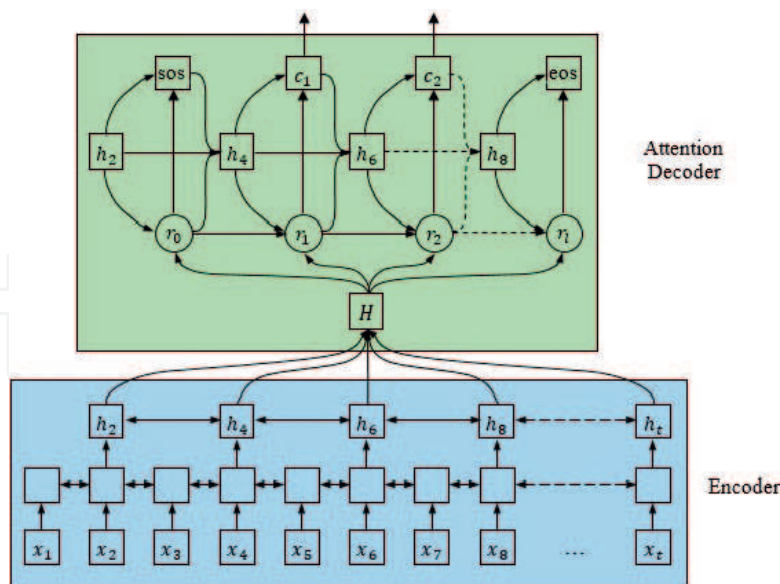 sos c₁ c₂ eos
h₂ h₄ h₆ h₈
Attention
Decoder
r₀ r₁ r₂ rₗ
H
h₂ h₄ h₆ h₈ hₜ
Encoder
x₁ x₂ x₃ x₄ x₅ x₆ x₇ x₈ ... xₜ